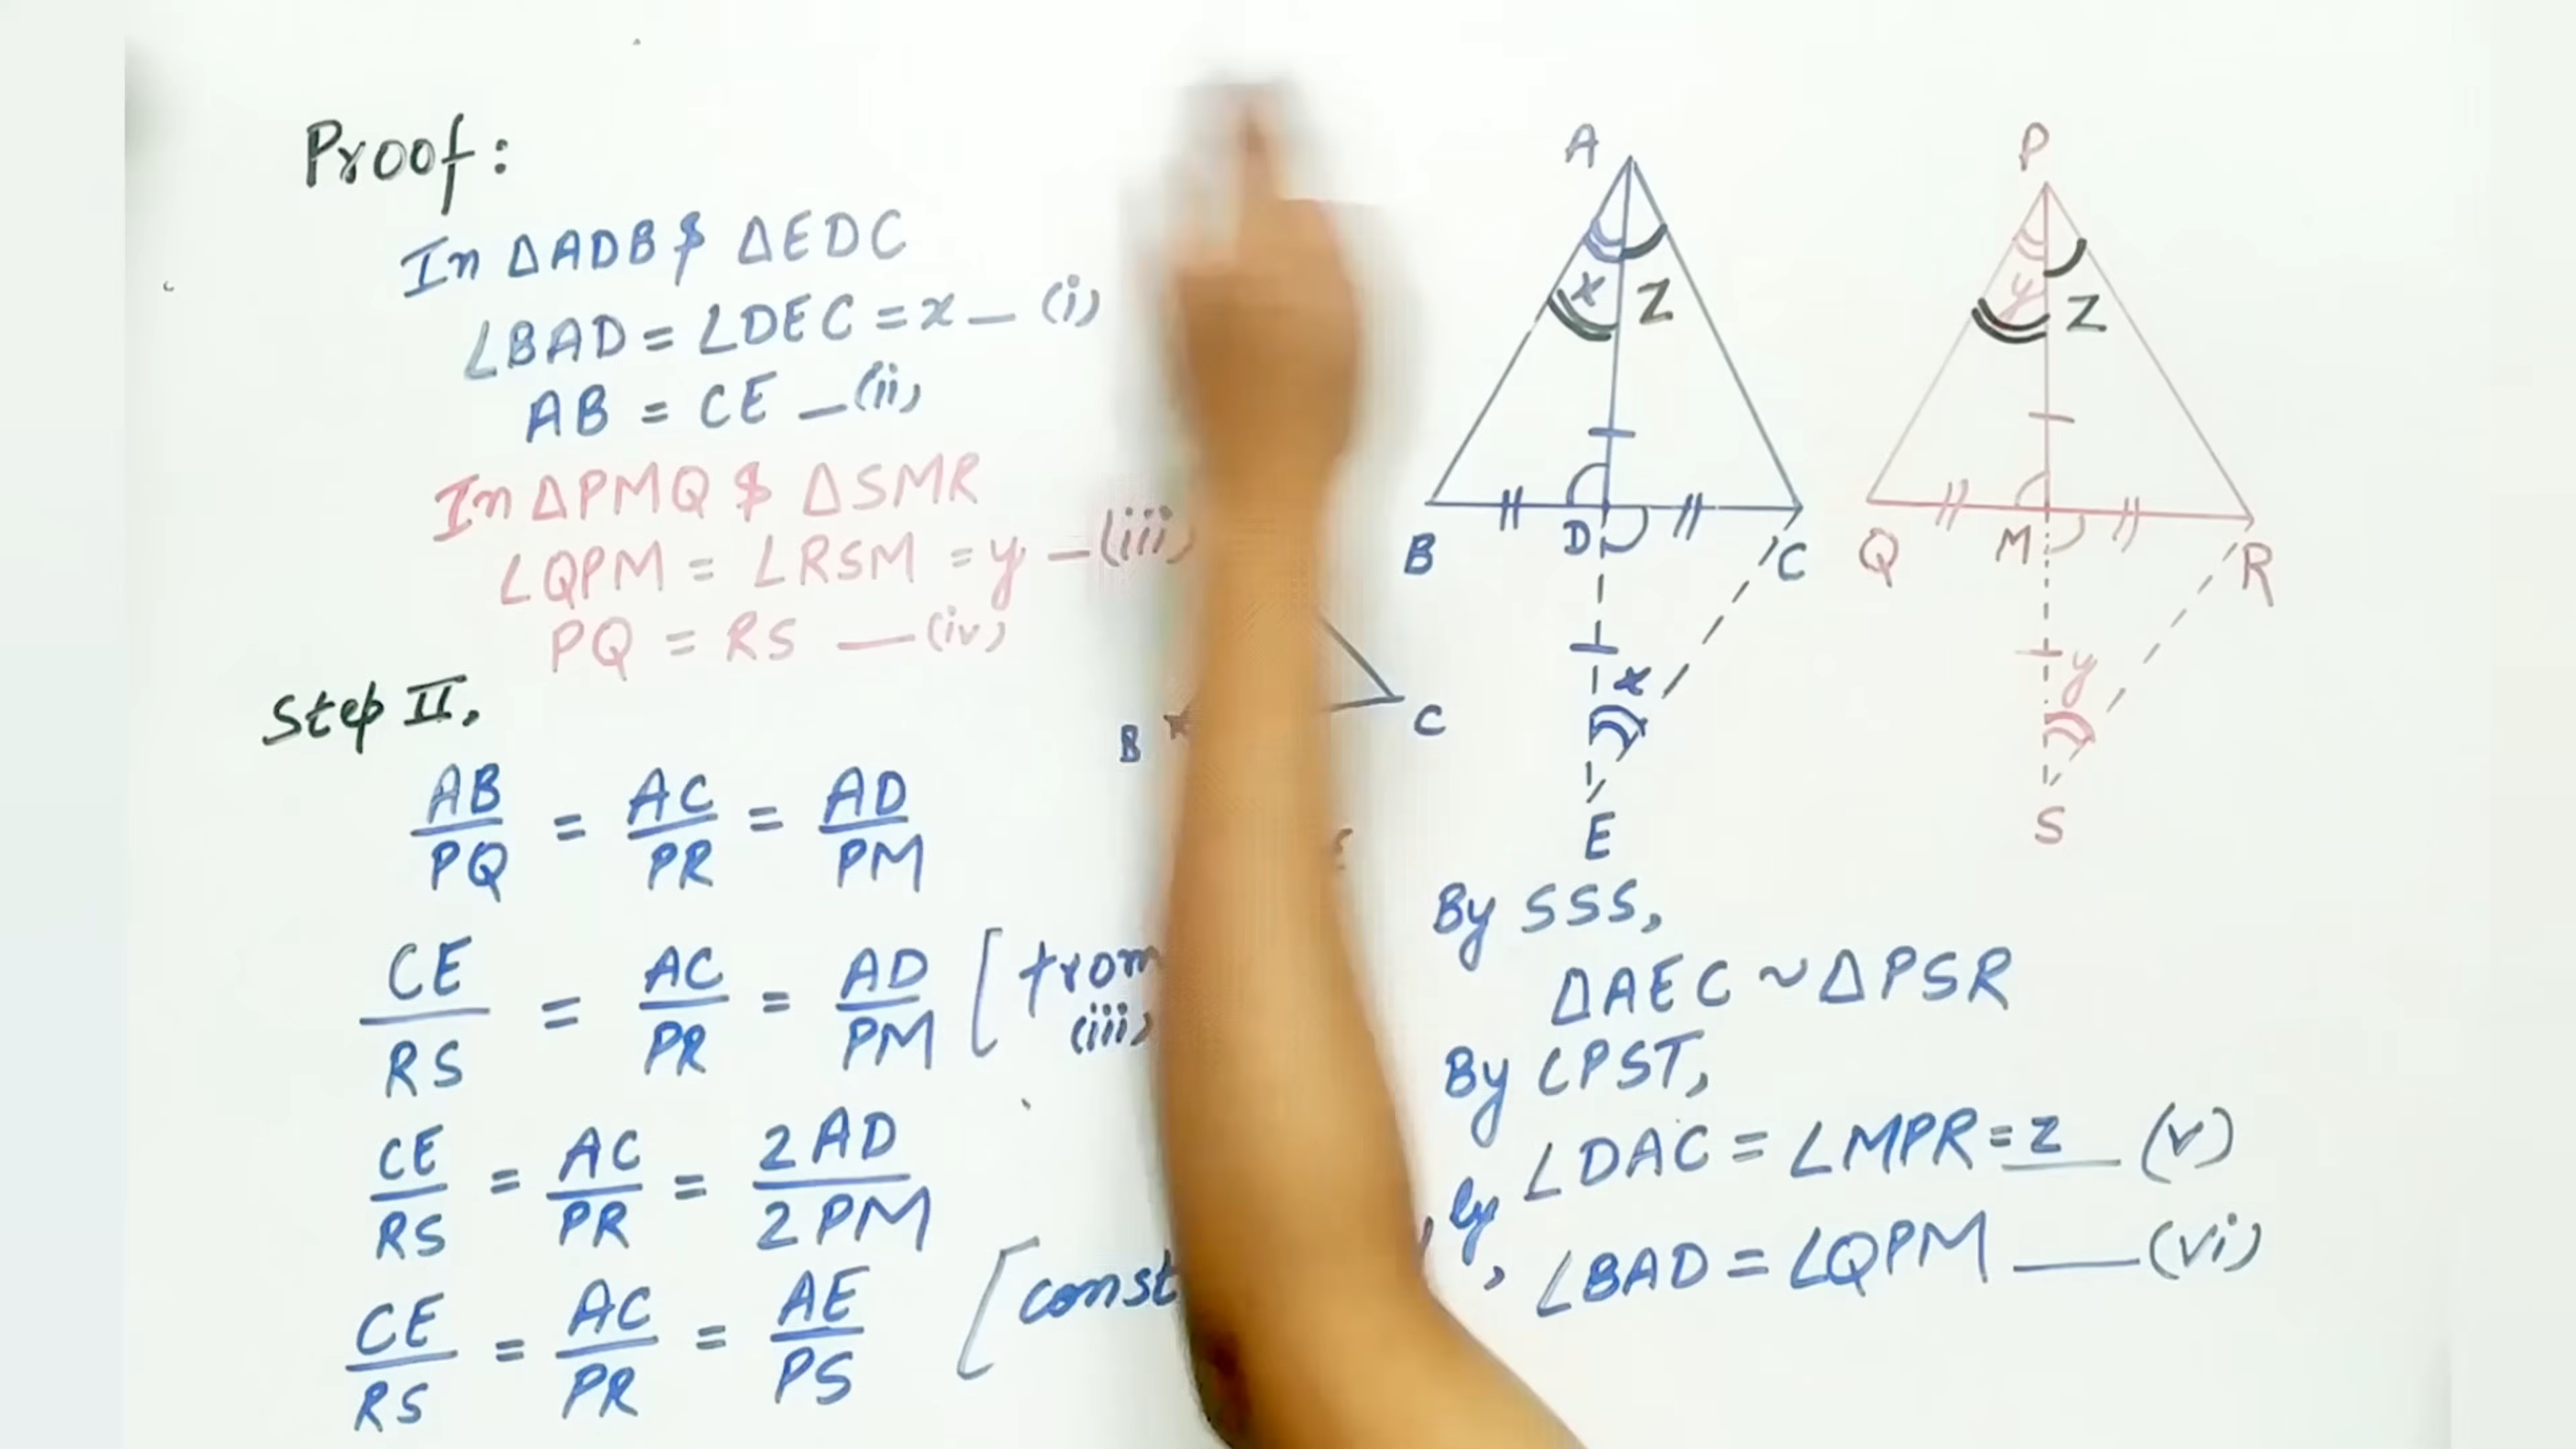 Proof:
In ΔADB & ΔEDC
∠BAD = ∠DEC = x — (i)
AB = CE — (ii)
In ΔPMQ & ΔSMR
∠QPM = ∠RSM = y — (iii)
PQ = RS — (iv)
Step II.
AB/PQ = AC/PR = AD/PM
CE/RS = AC/PR = AD/PM [from
(iii)
CE/RS = AC/PR = 2AD/2PM
CE/RS = AC/PR = AE/PS [const
B
C
A
x
Z
B
D
C
x
E
P
y
Z
Q
M
R
y
S
By SSS,
ΔAEC ~ ΔPSR
By CPST,
∠DAC = ∠MPR = z — (v)
ly, ∠BAD = ∠QPM — (vi)